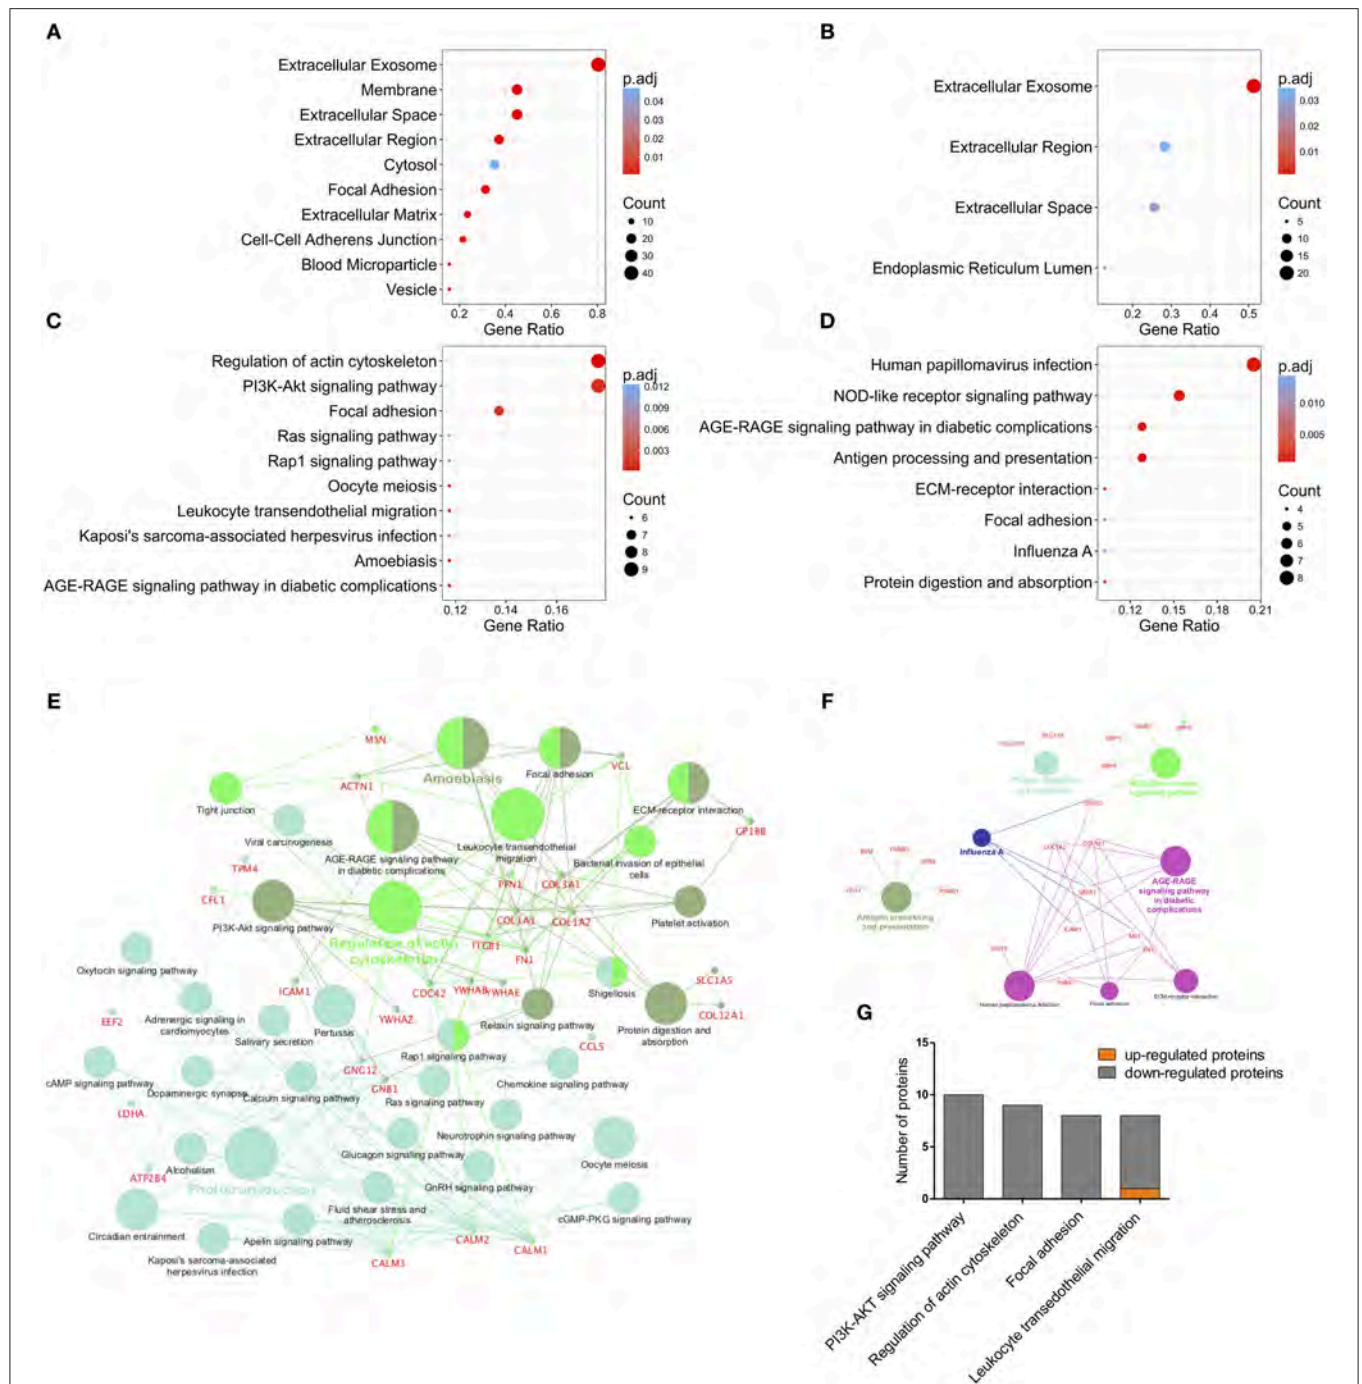 A
Extracellular Exosome
Membrane
Extracellular Space
Extracellular Region
Cytosol
Focal Adhesion
Extracellular Matrix
Cell-Cell Adherens Junction
Blood Microparticle
Vesicle
0.2 0.4 0.6 0.8
Gene Ratio
p.adj
0.04
0.03
0.02
0.01
Count
10
20
30
40
B
Extracellular Exosome
Extracellular Region
Extracellular Space
Endoplasmic Reticulum Lumen
0.2 0.3 0.4 0.5
Gene Ratio
p.adj
0.03
0.02
0.01
Count
5
10
15
20
C
Regulation of actin cytoskeleton
PI3K-Akt signaling pathway
Focal adhesion
Ras signaling pathway
Rap1 signaling pathway
Oocyte meiosis
Leukocyte transendothelial migration
Kaposi's sarcoma-associated herpesvirus infection
Amoebiasis
AGE-RAGE signaling pathway in diabetic complications
0.12 0.14 0.16
Gene Ratio
p.adj
0.012
0.009
0.006
0.003
Count
6
7
8
9
D
Human papillomavirus infection
NOD-like receptor signaling pathway
AGE-RAGE signaling pathway in diabetic complications
Antigen processing and presentation
ECM-receptor interaction
Focal adhesion
Influenza A
Protein digestion and absorption
0.12 0.15 0.18 0.21
Gene Ratio
p.adj
0.010
0.005
Count
4
5
6
7
8
E
MSN
Amoebiasis
Focal adhesion
VCL
ACTN1
Tight junction
ECM-receptor interaction
Viral carcinogenesis
GP1BB
AGE-RAGE signaling pathway
in diabetic complications
Leukocyte transendothelial
migration
Bacterial invasion of epithelial
cells
TPM4
CFL1
PFN1
COL3A1
COL1A1
COL1A2
Platelet activation
PI3K-Akt signaling pathway
Regulation of actin
cytoskeleton
ITGB1
FN1
Oxytocin signaling pathway
ICAM1
CDC42
YWHAB
YWHAE
Shigellosis
SLC1A5
COL12A1
EEF2
Adrenergic signaling in
cardiomyocytes
Salivary secretion
Pertussis
YWHAZ
Relaxin signaling pathway
Protein digestion and
absorption
Rap1 signaling pathway
CCL5
GNG12
GNB1
cAMP signaling pathway
Dopaminergic synapse
Calcium signaling pathway
Ras signaling pathway
Chemokine signaling pathway
LDHA
Neurotrophin signaling pathway
Glucagon signaling pathway
Alcoholism
Oocyte meiosis
ATP2B4
Phototransduction
GnRH signaling pathway
Fluid shear stress and
atherosclerosis
cGMP-PKG signaling pathway
Circadian entrainment
Apelin signaling pathway
CALM2
CALM1
Kaposi's sarcoma-associated
herpesvirus infection
CALM3
F
Influenza A
AGE-RAGE
signaling pathway
in diabetic
complications
Antigen processing
and presentation
Human papillomavirus infection
Focal adhesion
ECM-receptor interaction
G
15
10
5
0
Number of proteins
up-regulated proteins
down-regulated proteins
PI3K-AKT signaling pathway
Regulation of actin cytoskeleton
Focal adhesion
Leukocyte transedothelial migration